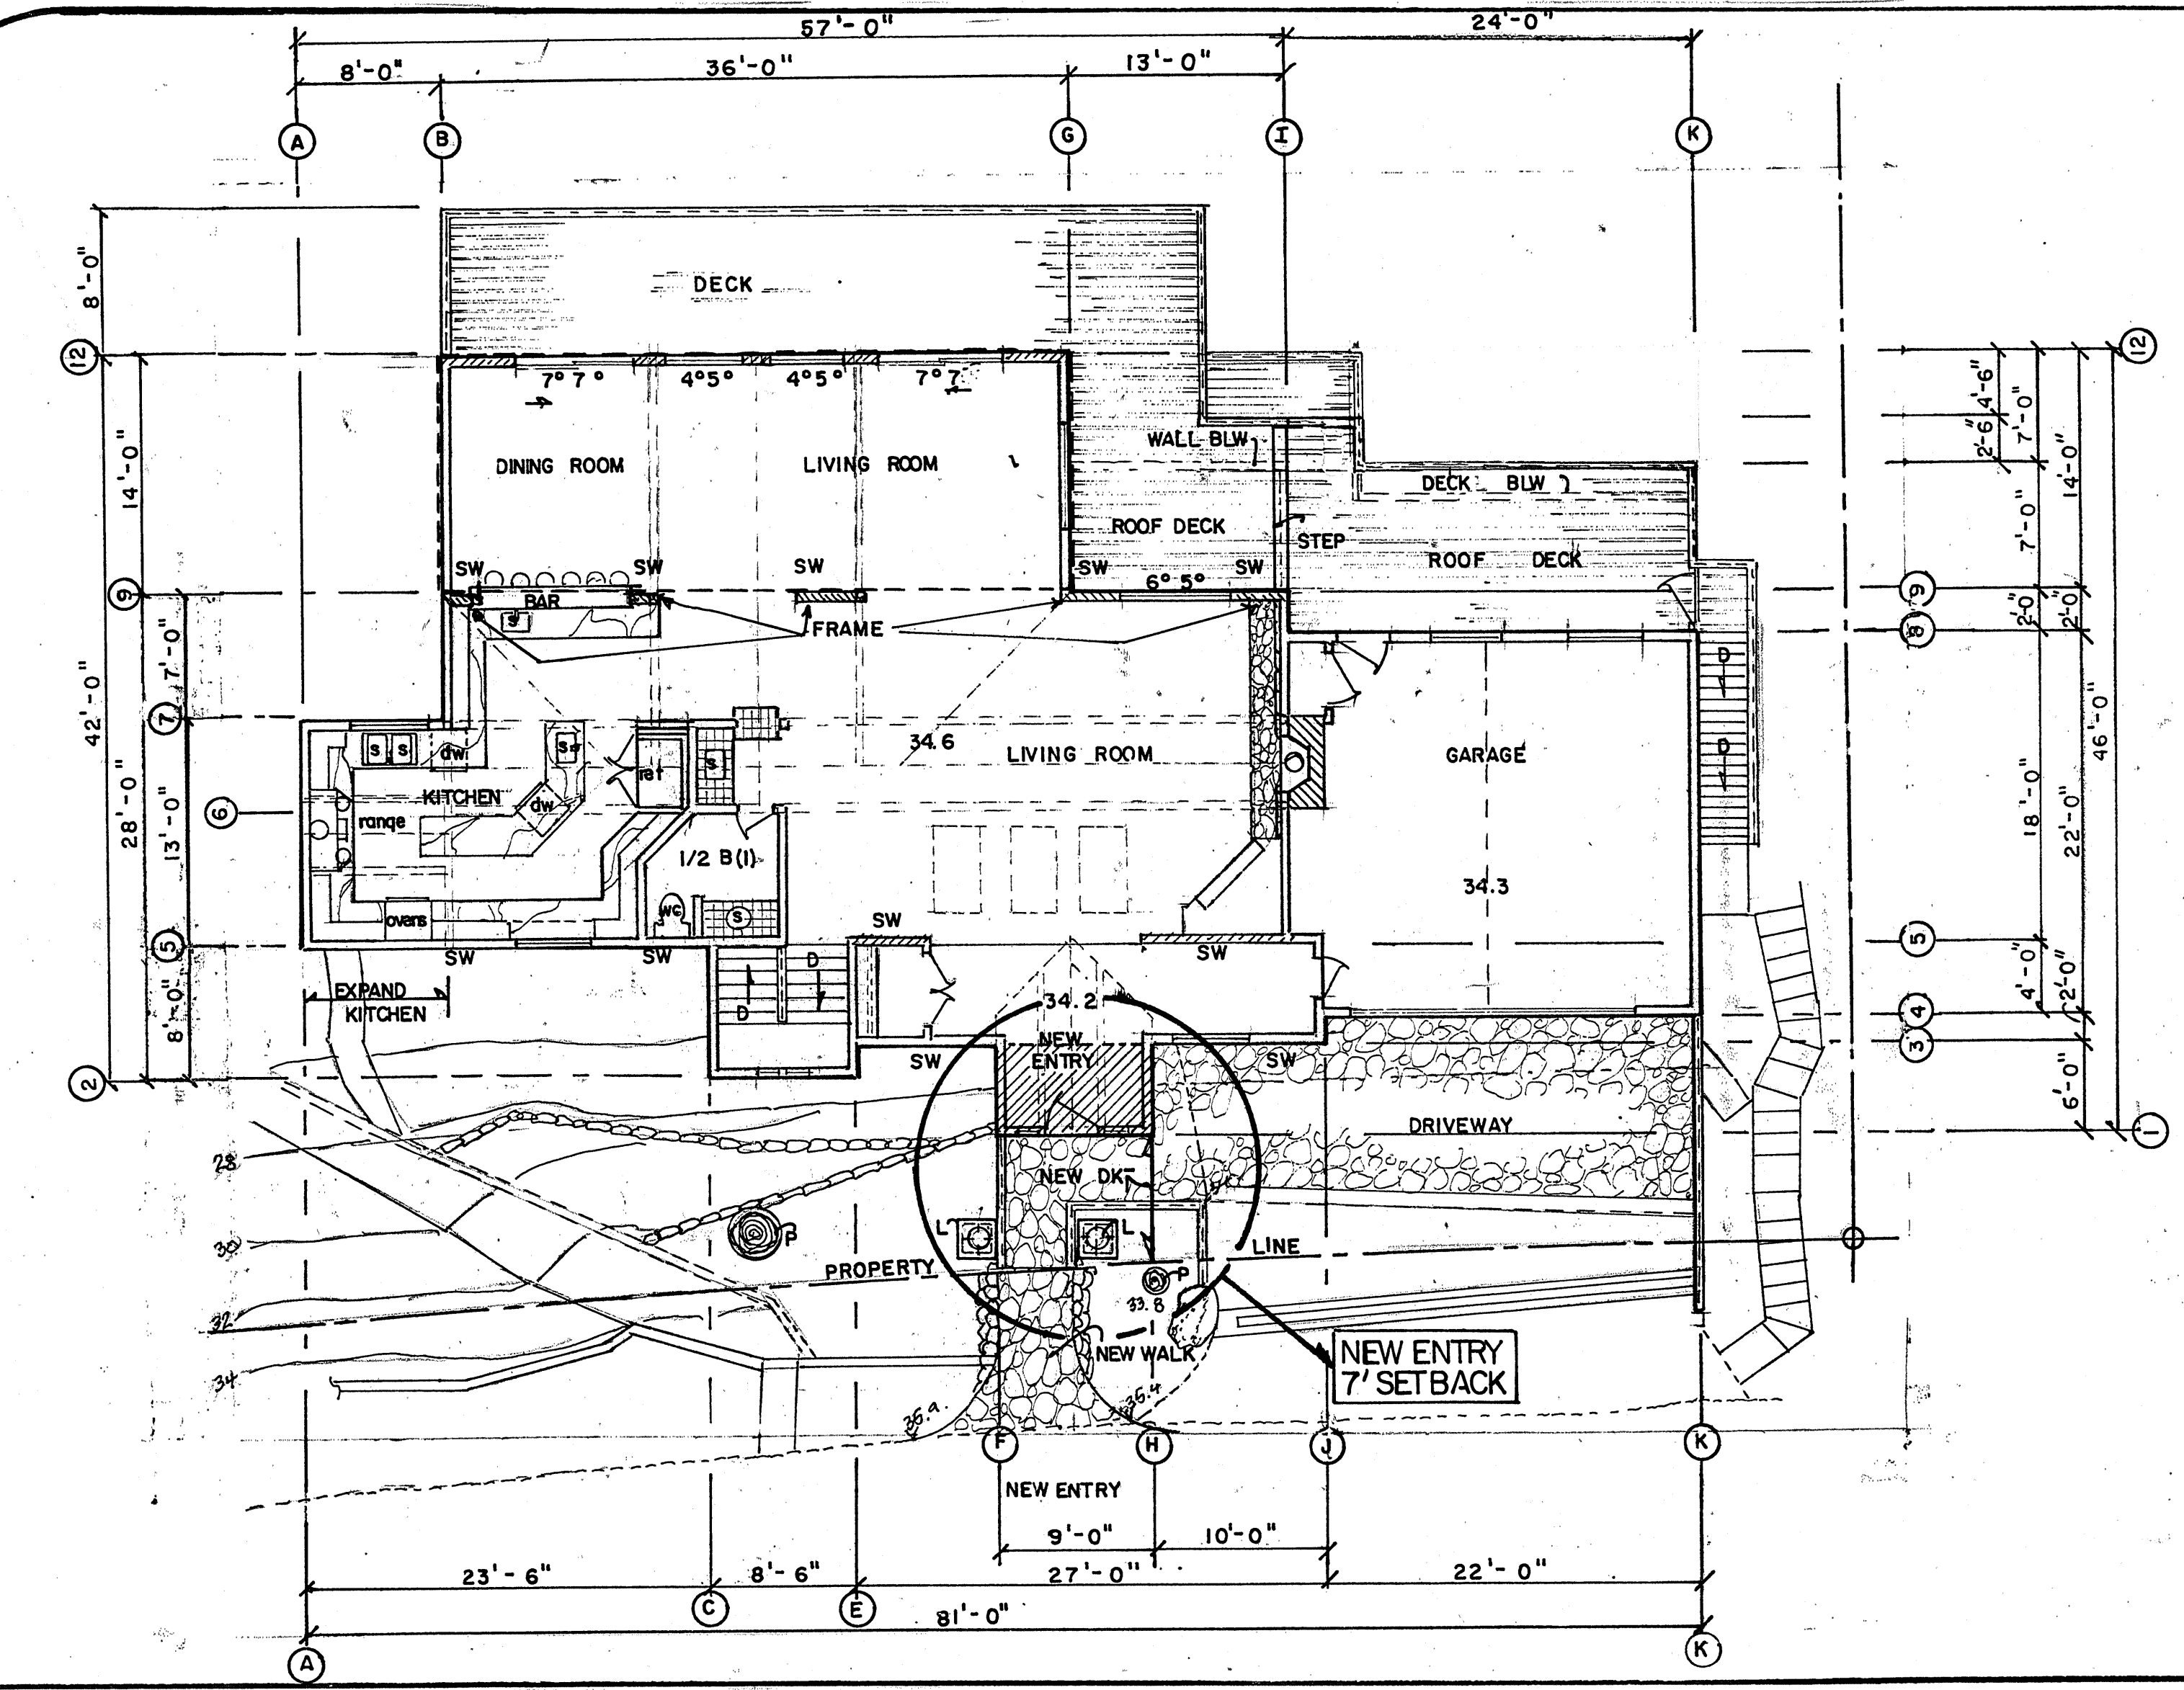 57'-0"
24'-0"
8'-0"
36'-0"
13'-0"
A
B
G
I
K
8'-0"
DECK
12
12
7° 7°
4°5°
4°5°
7° 7
4'-6"
2'-6"
7'-0"
14'-0"
14'-0"
DINING ROOM
LIVING ROOM
WALL BLW
DECK BLW
ROOF DECK
STEP
ROOF DECK
7'-0"
SW
SW
SW
SW
6° 5°
SW
9
BAR
S
FRAME
9
2'-0"
2'-0"
8
42'-0"
28'-0"
7'-0"
7
S
S
dw
S
ref
S
34.6
LIVING ROOM
GARAGE
D
D
46'-0"
KITCHEN
dw
6
range
13'-0"
1/2 B(1)
18'-0"
22'-0"
34.3
ovens
WC
S
SW
5
SW
SW
SW
5
D
D
EXPAND
KITCHEN
8'-0"
34.2
4'-0"
2'-0"
4
NEW
ENTRY
SW
SW
3
2
6'-0"
DRIVEWAY
1
28
NEW DK
30
P
L
L
PROPERTY
LINE
P
33.8
32
NEW WALK
NEW ENTRY
7' SETBACK
34
35.4
F
H
J
K
NEW ENTRY
9'-0"
10'-0"
23'-6"
8'-6"
27'-0"
22'-0"
C
E
81'-0"
A
K